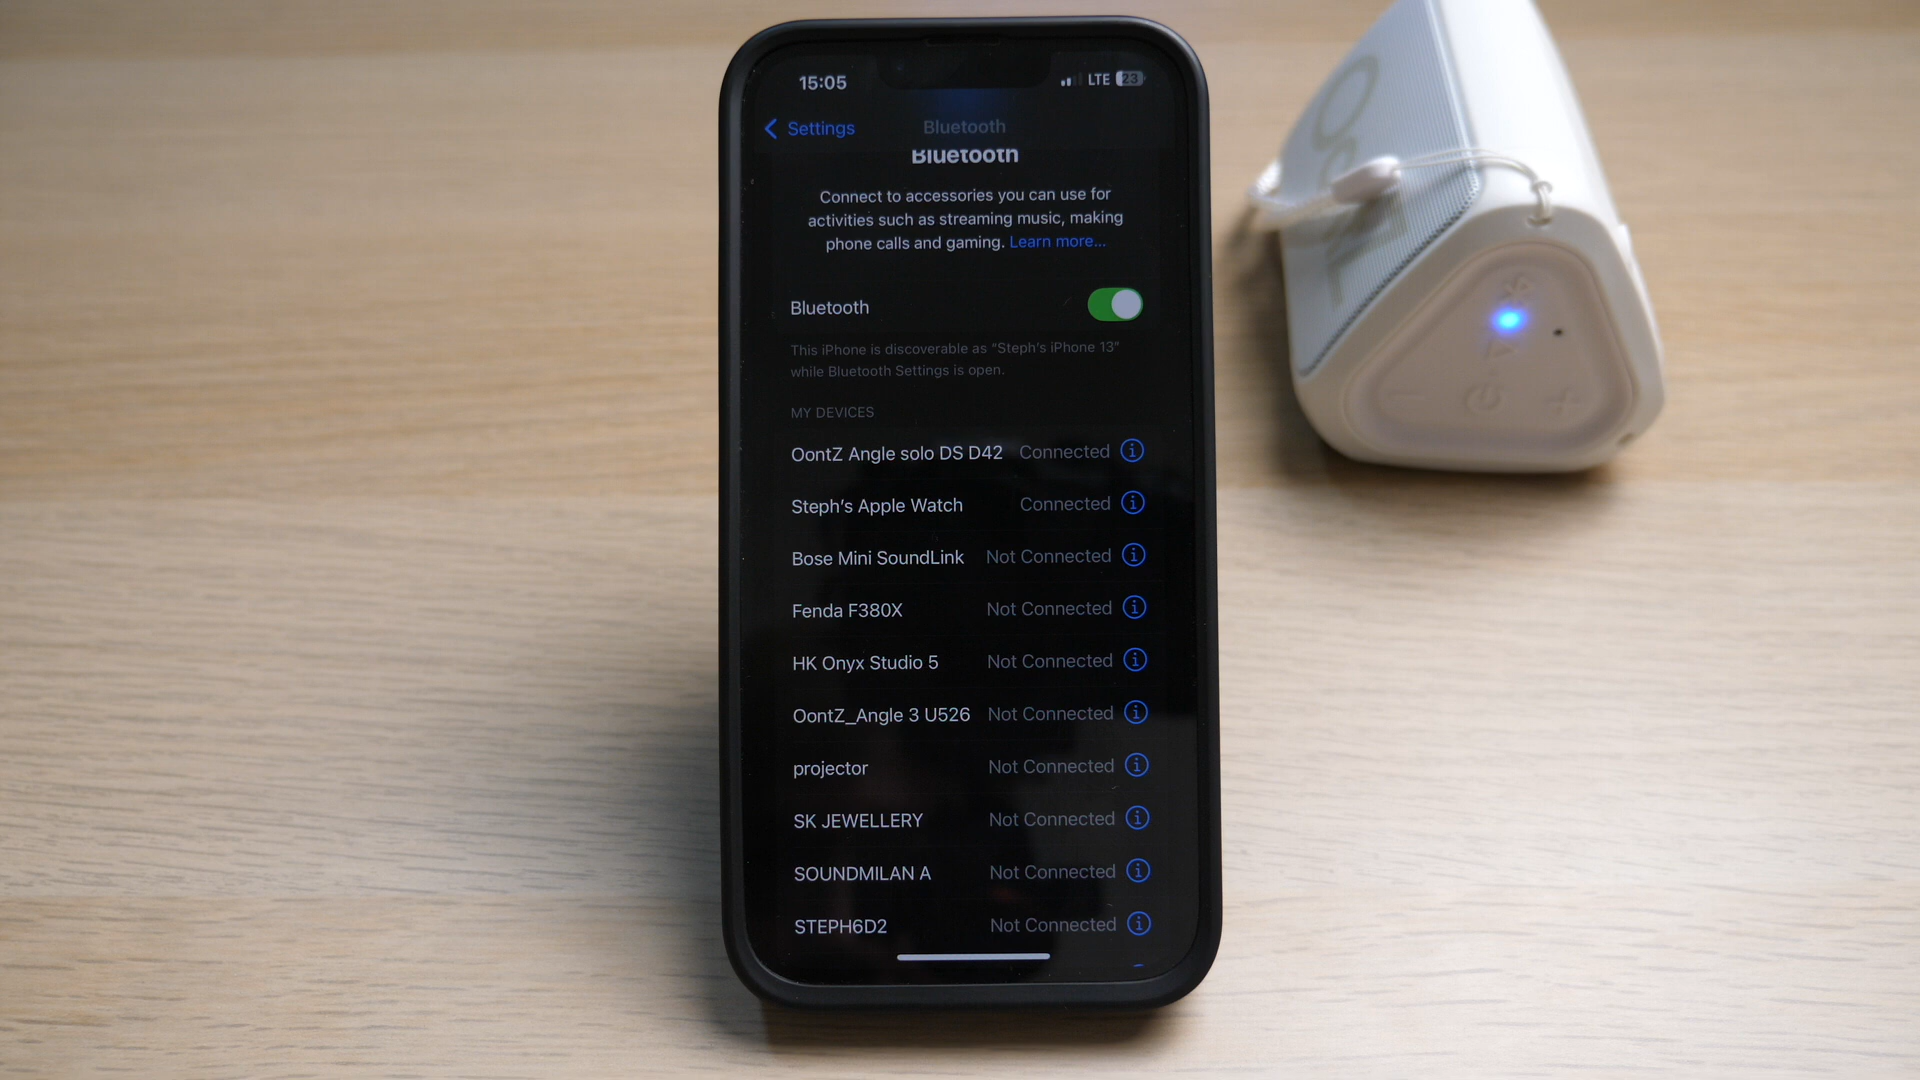 15:05
LTE 23
Settings
Bluetooth
Bluetooth
Connect to accessories you can use for
activities such as streaming music, making
phone calls and gaming. Learn more...
Bluetooth
This iPhone is discoverable as “Steph’s iPhone 13”
while Bluetooth Settings is open.
MY DEVICES
OontZ Angle solo DS D42 Connected
Steph’s Apple Watch Connected
Bose Mini SoundLink Not Connected
Fenda F380X Not Connected
HK Onyx Studio 5 Not Connected
OontZ_Angle 3 U526 Not Connected
projector Not Connected
SK JEWELLERY Not Connected
SOUNDMILAN A Not Connected
STEPH6D2 Not Connected